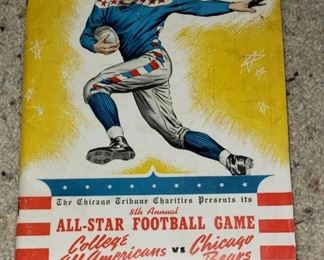 The Chicago Tribune Charities Presents its
8th Annual
ALL-STAR FOOTBALL GAME
College Chicago
All Americans vs Bears